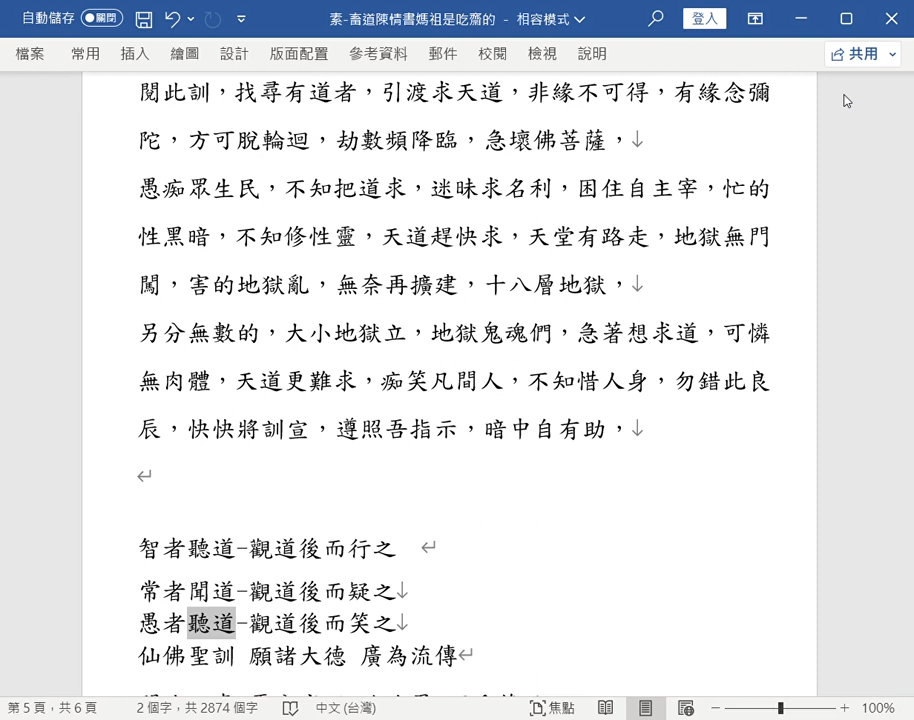 自動儲存 關閉 素-畜道陳情書媽祖是吃齋的 - 相容模式 登入
檔案 常用 插入 繪圖 設計 版面配置 參考資料 郵件 校閱 檢視 說明 共用
閱此訓，找尋有道者，引渡求天道，非緣不可得，有緣念彌
陀，方可脫輪迴，劫數頻降臨，急壞佛菩薩，↓
愚痴眾生民，不知把道求，迷昧求名利，困住自主宰，忙的
性黑暗，不知修性靈，天道趕快求，天堂有路走，地獄無門
闖，害的地獄亂，無奈再擴建，十八層地獄，↓
另分無數的，大小地獄立，地獄鬼魂們，急著想求道，可憐
無肉體，天道更難求，痴笑凡間人，不知惜人身，勿錯此良
辰，快快將訓宣，遵照吾指示，暗中自有助，↓
↵
智者聽道-觀道後而行之 ↵
常者聞道-觀道後而疑之↓
愚者聽道-觀道後而笑之↓
仙佛聖訓 願諸大德 廣為流傳↵
第 5 頁，共 6 頁 2 個字，共 2874 個字 中文 (台灣) 焦點 100%